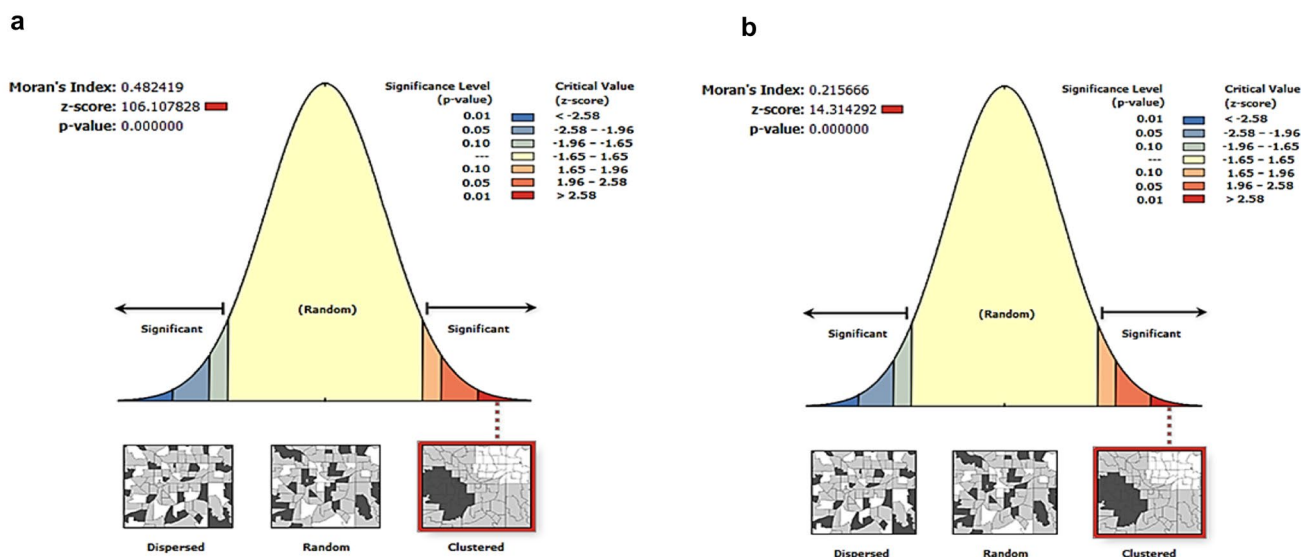 a
Moran's Index: 0.482419
z-score: 106.107828
p-value: 0.000000
Significance Level
(p-value)
Critical Value
(z-score)
0.01 < -2.58
0.05 -2.58 – -1.96
0.10 -1.96 – -1.65
--- -1.65 – 1.65
0.10 1.65 – 1.96
0.05 1.96 – 2.58
0.01 > 2.58
(Random)
Significant
Significant
Dispersed
Random
Clustered
b
Moran's Index: 0.215666
z-score: 14.314292
p-value: 0.000000
Significance Level
(p-value)
Critical Value
(z-score)
0.01 < -2.58
0.05 -2.58 – -1.96
0.10 -1.96 – -1.65
--- -1.65 – 1.65
0.10 1.65 – 1.96
0.05 1.96 – 2.58
0.01 > 2.58
(Random)
Significant
Significant
Dispersed
Random
Clustered